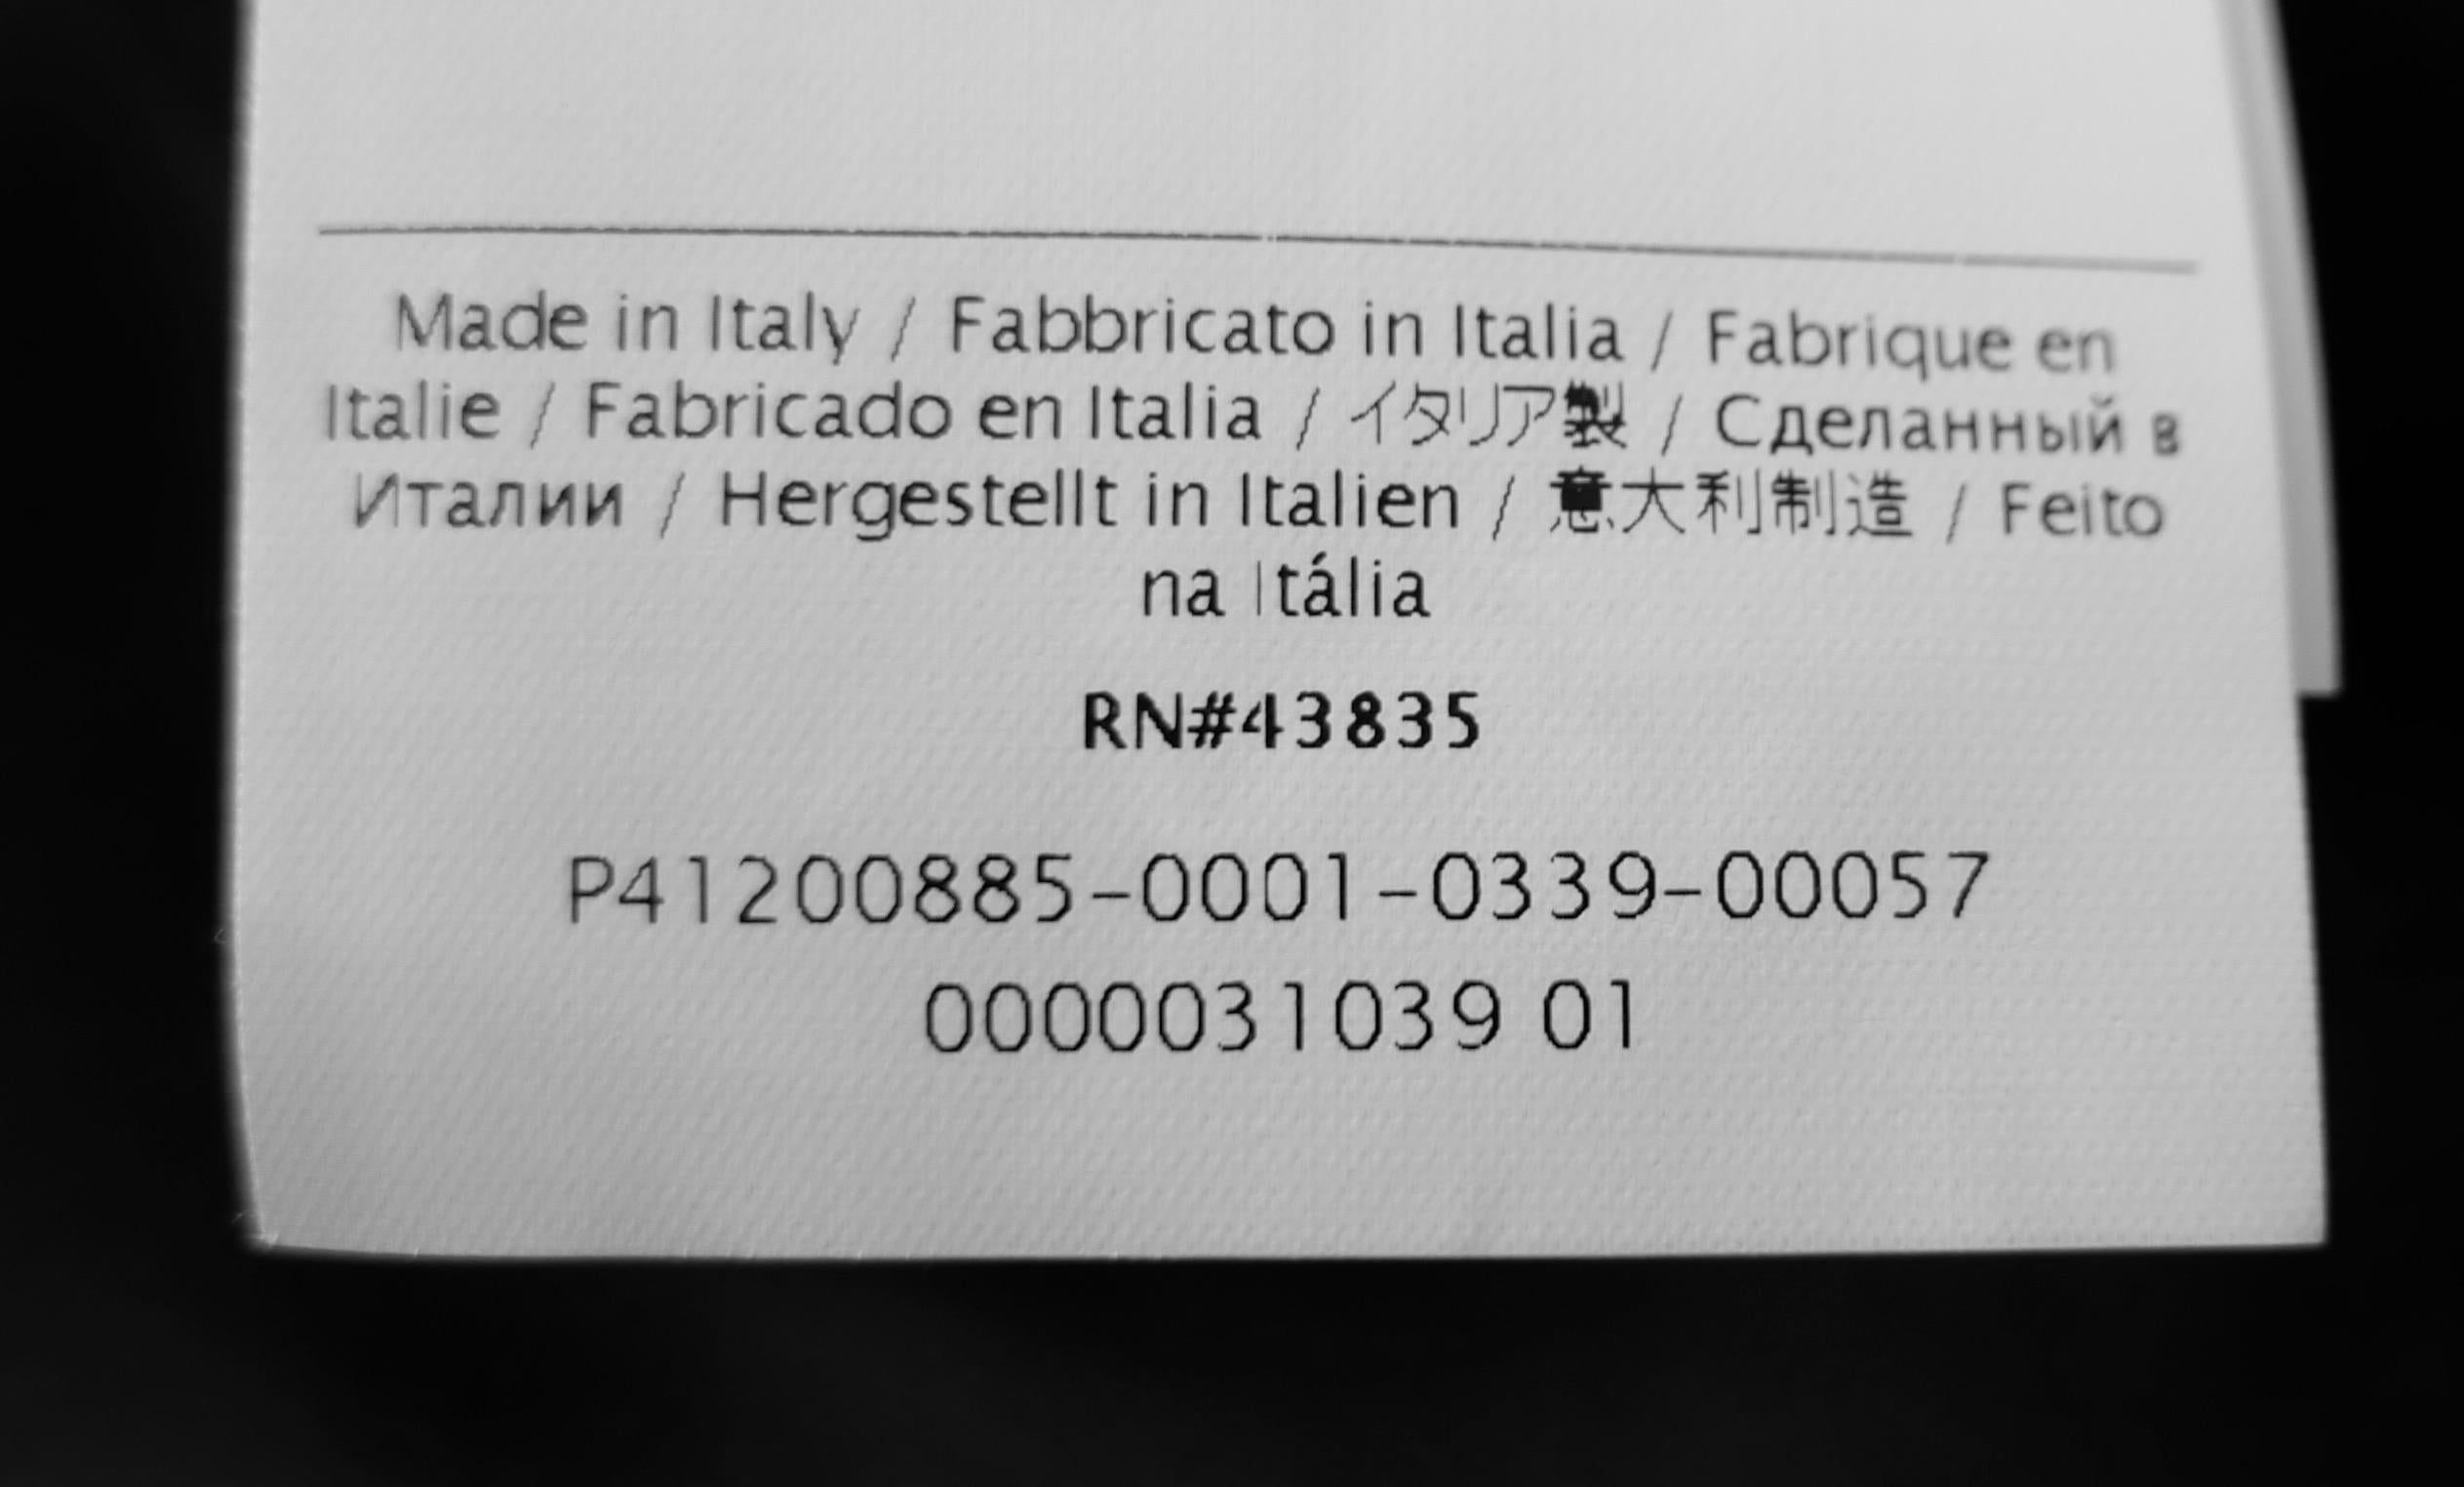 Made in Italy / Fabbricato in Italia / Fabrique en
Italie / Fabricado en Italia / イタリア製 / Сделанный в
Италии / Hergestellt in Italien / 意大利制造 / Feito
na Itália
RN#43835
P41200885-0001-0339-00057
0000031039 01